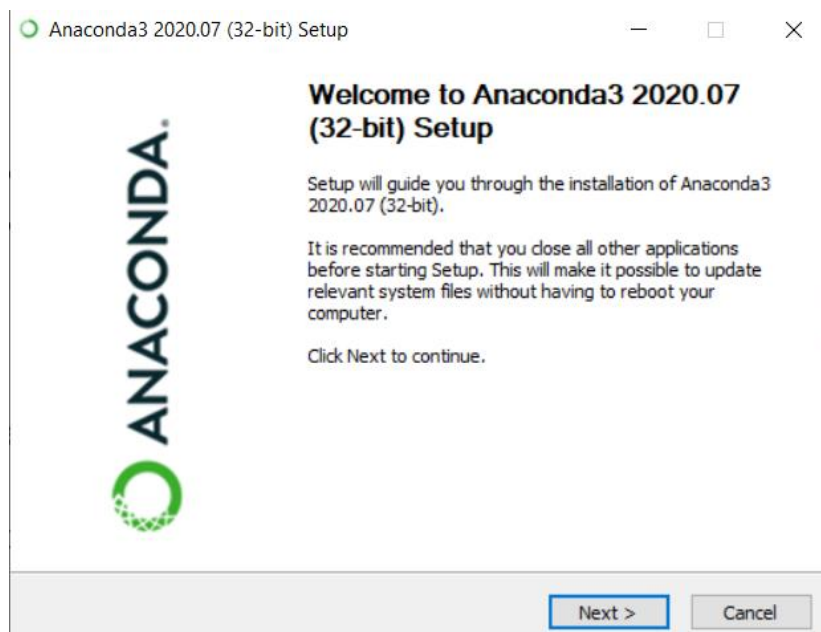 Anaconda3 2020.07 (32-bit) Setup
Welcome to Anaconda3 2020.07
(32-bit) Setup
Setup will guide you through the installation of Anaconda3
2020.07 (32-bit).
It is recommended that you close all other applications
before starting Setup. This will make it possible to update
relevant system files without having to reboot your
computer.
Click Next to continue.
ANACONDA.
Next >
Cancel